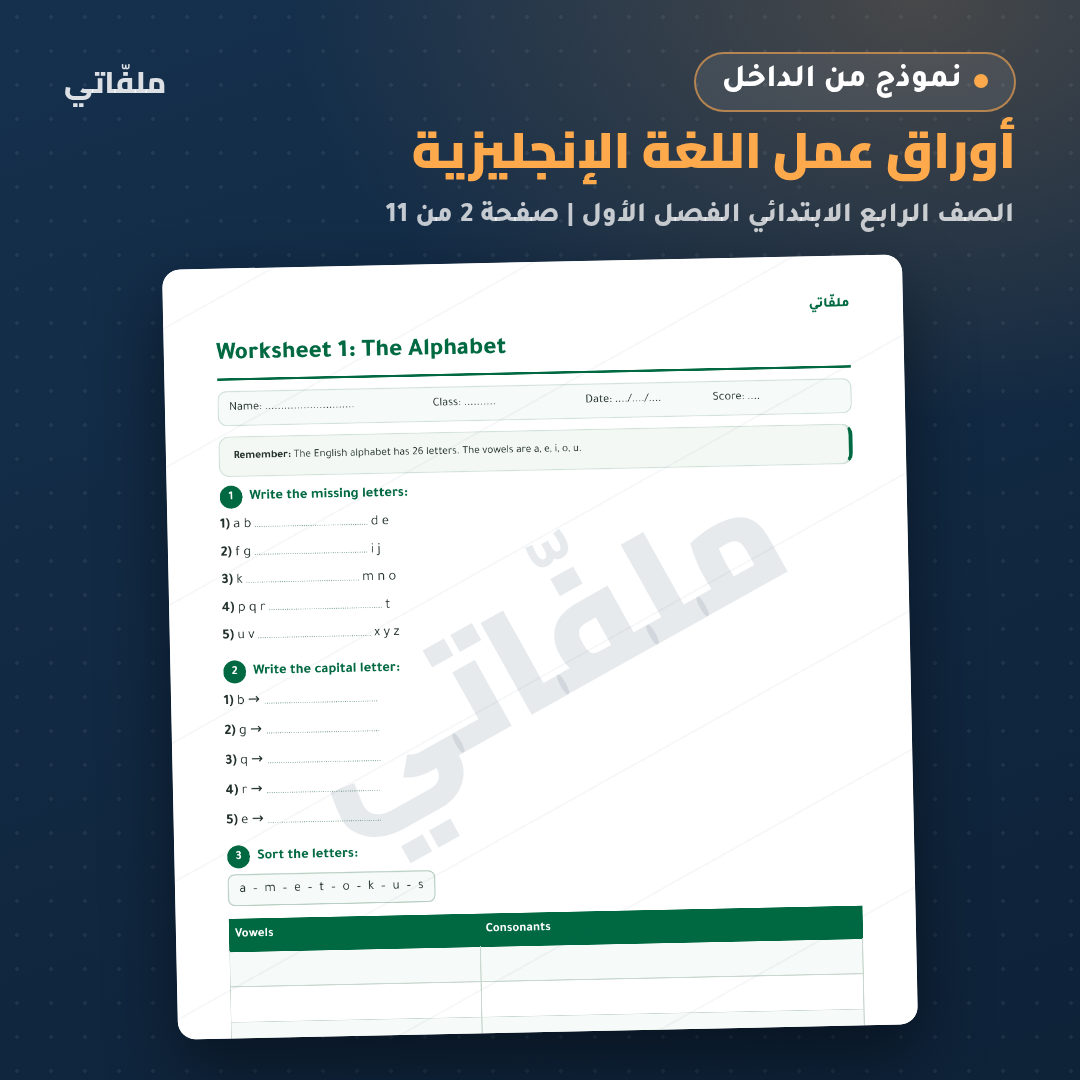 ملفّاتي
نموذج من الداخل
أوراق عمل اللغة الإنجليزية
الصف الرابع الابتدائي الفصل الأول | صفحة 2 من 11
ملفّاتي
Worksheet 1: The Alphabet
Name: ............................ Class: .......... Date: ..../..../.... Score: ....
Remember: The English alphabet has 26 letters. The vowels are a, e, i, o, u.
1 Write the missing letters:
1) a b ........................ d e
2) f g ........................ i j
3) k ........................ m n o
4) p q r ........................ t
5) u v ........................ x y z
2 Write the capital letter:
1) b → ........................
2) g → ........................
3) q → ........................
4) r → ........................
5) e → ........................
3 Sort the letters:
a - m - e - t - o - k - u - s
Vowels Consonants
ملفّاتي